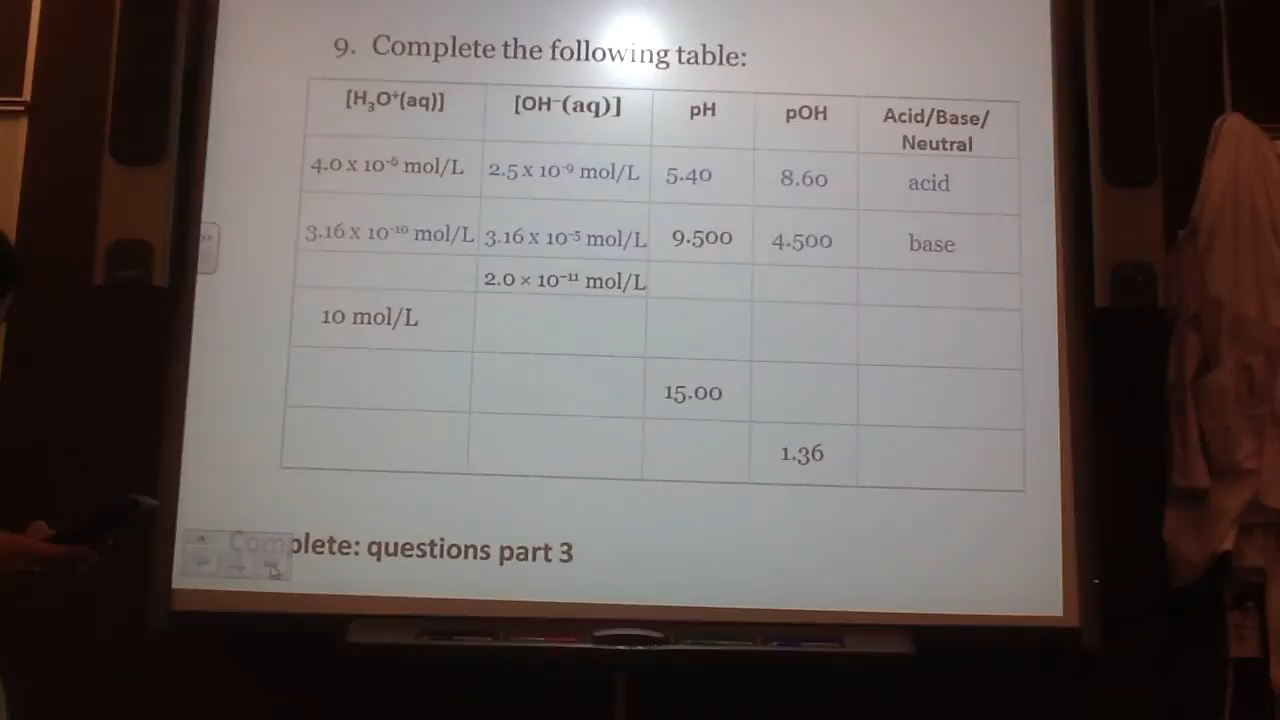 9. Complete the following table:
[H₃O⁺(aq)] [OH⁻(aq)] pH pOH Acid/Base/
Neutral
4.0 x 10⁻⁶ mol/L 2.5 x 10⁻⁹ mol/L 5.40 8.60 acid
3.16 x 10⁻¹⁰ mol/L 3.16 x 10⁻⁵ mol/L 9.500 4.500 base
2.0 × 10⁻¹¹ mol/L
10 mol/L
15.00
1.36
Complete: questions part 3